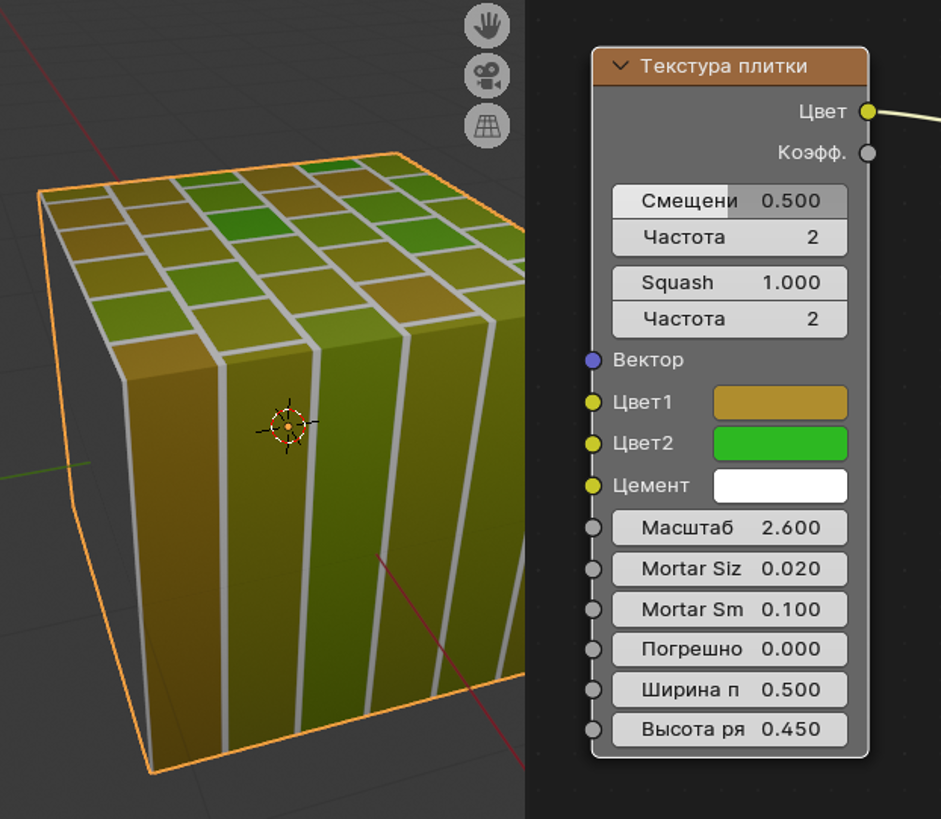 Текстура плитки
Цвет
Коэфф.
Смещени 0.500
Частота 2
Squash 1.000
Частота 2
Вектор
Цвет1
Цвет2
Цемент
Масштаб 2.600
Mortar Siz 0.020
Mortar Sm 0.100
Погрешно 0.000
Ширина п 0.500
Высота ря 0.450